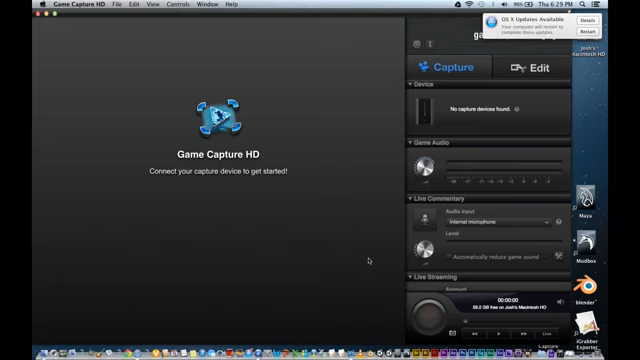 Game Capture HD File Edit View Controls Window Help 96% Thu 6:29 PM
OS X Updates Available
Your computer will restart to complete these updates.
Details
Restart
Josh's Macintosh HD
Capture
Edit
Device
No capture devices found.
Game Audio
Game Capture HD
Connect your capture device to get started!
Live Commentary
Audio Input
Internal microphone
Level
Automatically reduce game sound
Maya
Mudbox
Live Streaming
Account
00:00:00
59.2 GB free on Josh's Macintosh HD
Live
blender
iGrabber Exporter
Capture